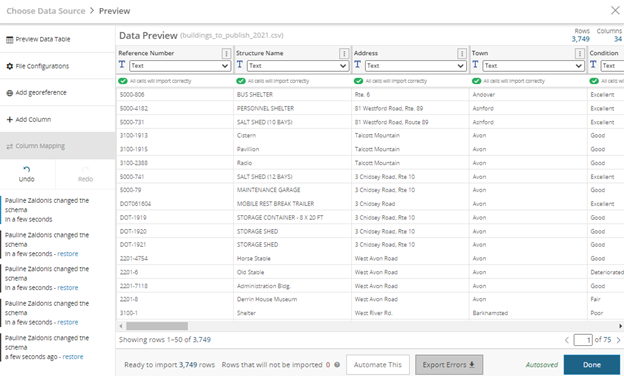 Choose Data Source > Preview
Preview Data Table
File Configurations
Add georeference
Add Column
Column Mapping
Undo Redo
Pauline Zaldonis changed the
schema
in a few seconds
Pauline Zaldonis changed the
schema
in a few seconds - restore
Pauline Zaldonis changed the
schema
in a few seconds - restore
Pauline Zaldonis changed the
schema
in a few seconds - restore
Pauline Zaldonis changed the
schema
a few seconds ago - restore
Data Preview (buildings_to_publish_2021.csv)
Rows Columns
3,749 34
Reference Number Structure Name Address Town Condition
T Text T Text T Text T Text T Text
All cells will import correctly All cells will import correctly All cells will import correctly All cells will import correctly All cells will im
5000-806 BUS SHELTER Rte. 6 Andover Excellent
5000-4182 PERSONNEL SHELTER 81 Westford Road, Rte. 89 Ashford Excellent
5000-731 SALT SHED (10 BAYS) 81 Westford Road, Route 89 Ashford Excellent
3100-1913 Cistern Talcott Mountain Avon Good
3100-1915 Pavillion Talcott Mountain Avon Good
3100-2388 Radio Talcott Mountain Avon Good
5000-741 SALT SHED (12 BAYS) 3 Chidsey Road, Rte 10 Avon Excellent
5000-79 MAINTENANCE GARAGE 3 Chidsey Road, Rte 10 Avon Good
DOT061604 MOBILE REST BREAK TRAILER 3 Chidsey Road Avon Excellent
DOT-1919 STORAGE CONTAINER - 8 X 20 FT 3 Chidsey Road, Rte 10 Avon Good
DOT-1920 STORAGE SHED 3 Chidsey Road, Rte 10 Avon Good
DOT-1921 STORAGE SHED 3 Chidsey Road, Rte 10 Avon Good
2201-4754 Horse Stable West Avon Road Avon Good
2201-6 Old Stable West Avon Road Avon Deteriorated
2201-7118 Administration Bldg. West Avon Road Avon Good
2201-8 Derrin House Museum West Avon Road Avon Fair
3100-1 Shelter West River Rd. Barkhamsted Poor
Showing rows 1–50 of 3,749 1 of 75
Ready to import 3,749 rows Rows that will not be imported 0 Automate This Export Errors Autosaved Done